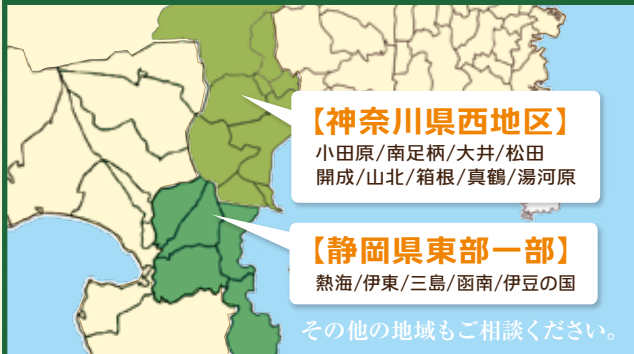 【神奈川県西地区】
小田原/南足柄/大井/松田
開成/山北/箱根/真鶴/湯河原
【静岡県東部一部】
熱海/伊東/三島/函南/伊豆の国
その他の地域もご相談ください。